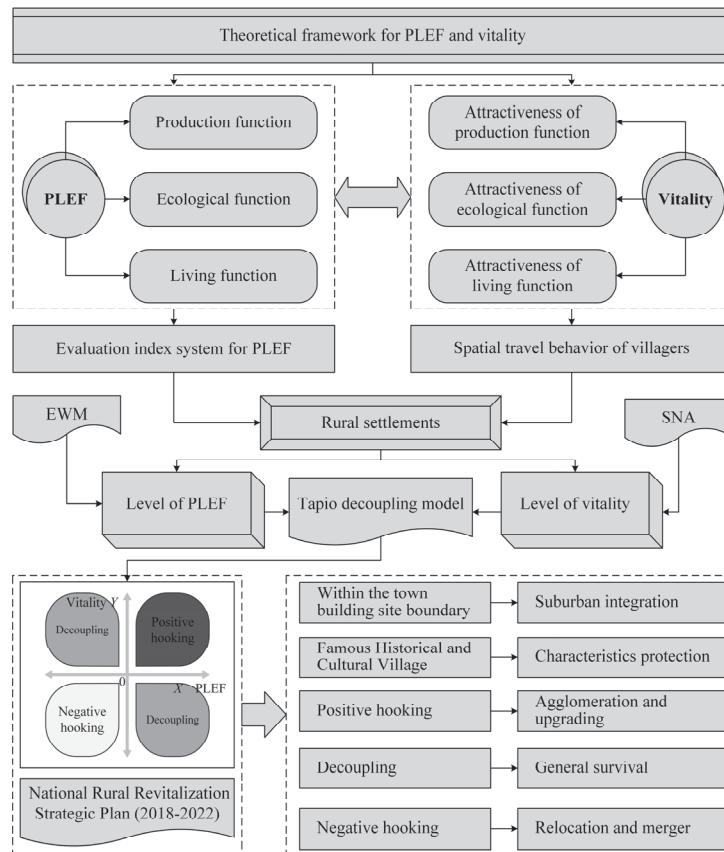 Theoretical framework for PLEF and vitality
Production function
Ecological function
Living function
PLEF
Attractiveness of
production function
Attractiveness of
ecological function
Attractiveness of
living function
Vitality
Evaluation index system for PLEF
Spatial travel behavior of villagers
EWM
Rural settlements
SNA
Level of PLEF
Tapio decoupling model
Level of vitality
Vitality Y
Decoupling
Positive
hooking
0
X PLEF
Negative
hooking
Decoupling
National Rural Revitalization
Strategic Plan (2018-2022)
Within the town
building site boundary
Suburban integration
Famous Historical and
Cultural Village
Characteristics protection
Positive hooking
Agglomeration and
upgrading
Decoupling
General survival
Negative hooking
Relocation and merger